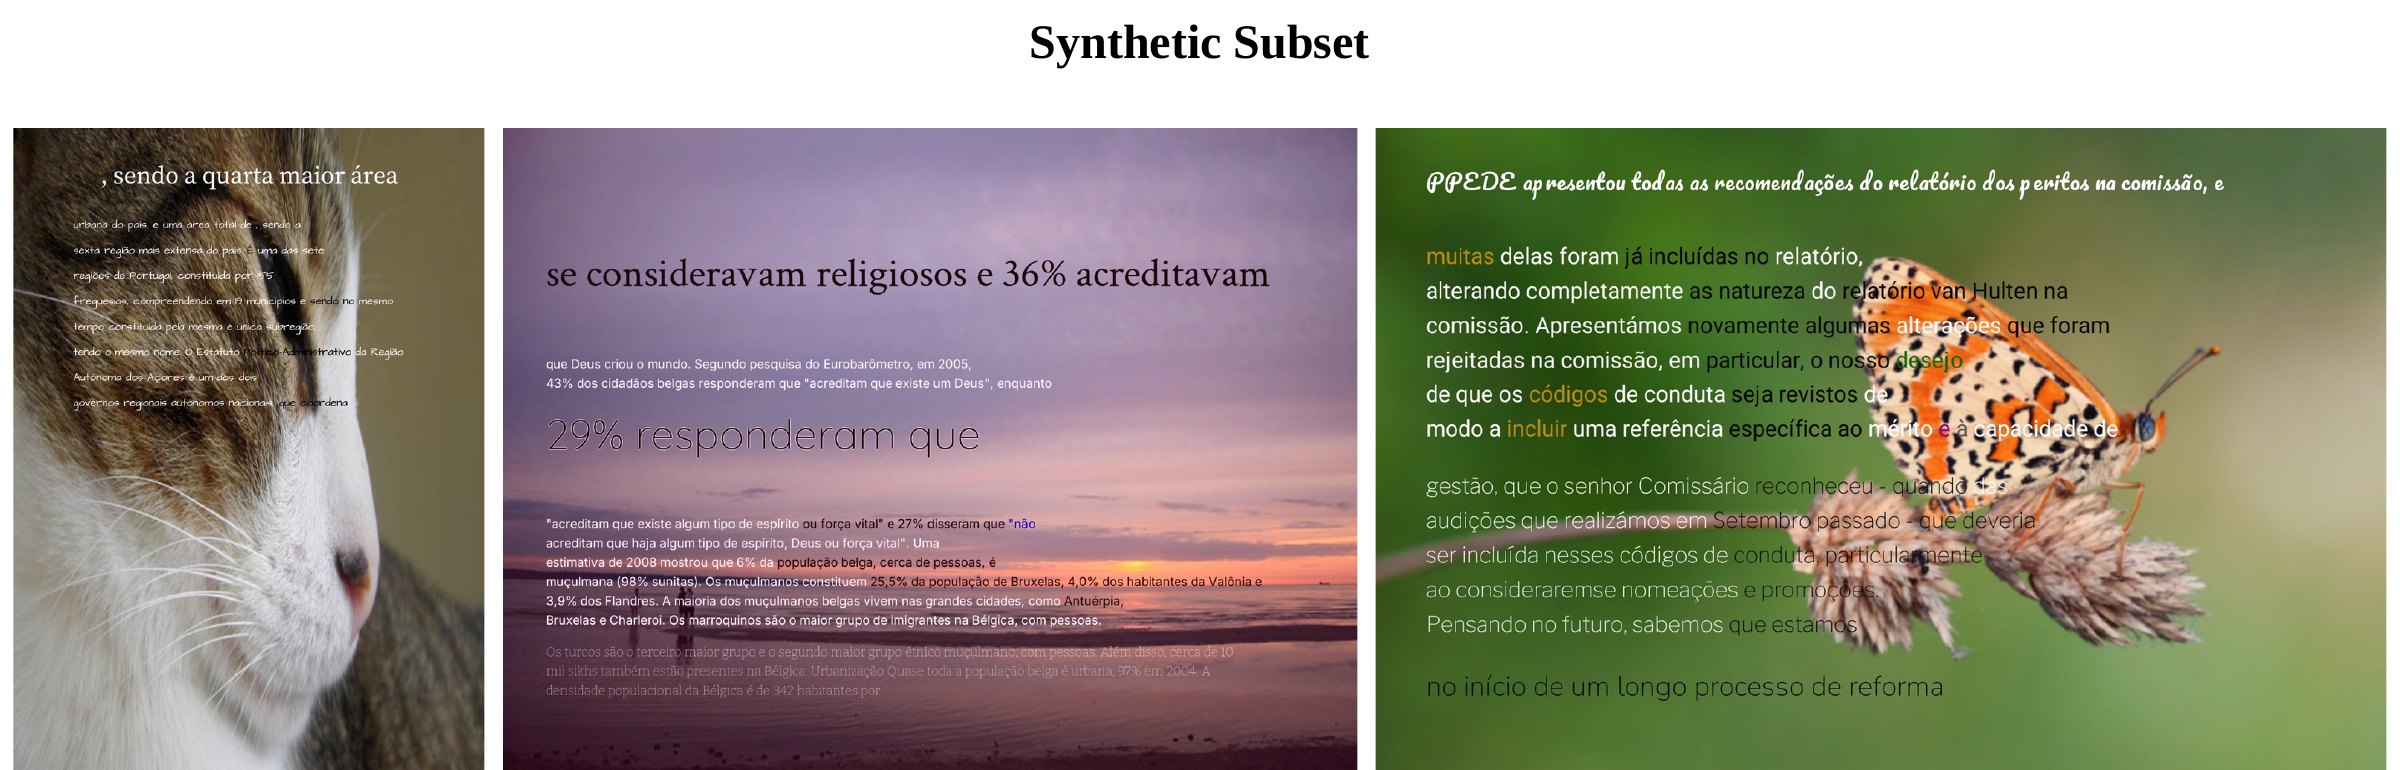 Synthetic Subset
, sendo a quarta maior área
urbana do país, e uma área total de , sendo a
sexta região mais extensa do país. É uma das sete
regiões de Portugal, constituída por 155
freguesias, compreendendo em 19 municípios e sendo no mesmo
tempo constituída pela mesma e única subregião,
tendo o mesmo nome. O Estatuto Político-Administrativo da Região
Autónoma dos Açores é um dos dois
governos regionais autónomos nacionais, que coordena
se consideravam religiosos e 36% acreditavam
que Deus criou o mundo. Segundo pesquisa do Eurobarômetro, em 2005,
43% dos cidadãos belgas responderam que "acreditam que existe um Deus", enquanto
29% responderam que
"acreditam que existe algum tipo de espírito ou força vital" e 27% disseram que "não
acreditam que haja algum tipo de espírito, Deus ou força vital". Uma
estimativa de 2008 mostrou que 6% da população belga, cerca de pessoas, é
muçulmana (98% sunitas). Os muçulmanos constituem 25,5% da população de Bruxelas, 4,0% dos habitantes da Valônia e
3,9% dos Flandres. A maioria dos muçulmanos belgas vivem nas grandes cidades, como Antuérpia,
Bruxelas e Charleroi. Os marroquinos são o maior grupo de imigrantes na Bélgica, com pessoas.
Os turcos são o terceiro maior grupo e o segundo maior grupo étnico muçulmano, com pessoas. Além disso, cerca de 10
mil sikhs também estão presentes na Bélgica. Urbanização Quase toda a população belga é urbana, 97% em 2004. A
densidade populacional da Bélgica é de 342 habitantes por
PPEDE apresentou todas as recomendações do relatório dos peritos na comissão, e
muitas delas foram já incluídas no relatório,
alterando completamente as natureza do relatório van Hulten na
comissão. Apresentámos novamente algumas alterações que foram
rejeitadas na comissão, em particular, o nosso desejo
de que os códigos de conduta seja revistos de
modo a incluir uma referência específica ao mérito e à capacidade de
gestão, que o senhor Comissário reconheceu - quando das
audições que realizámos em Setembro passado - que deveria
ser incluída nesses códigos de conduta, particularmente
ao consideraremse nomeações e promoções.
Pensando no futuro, sabemos que estamos
no início de um longo processo de reforma